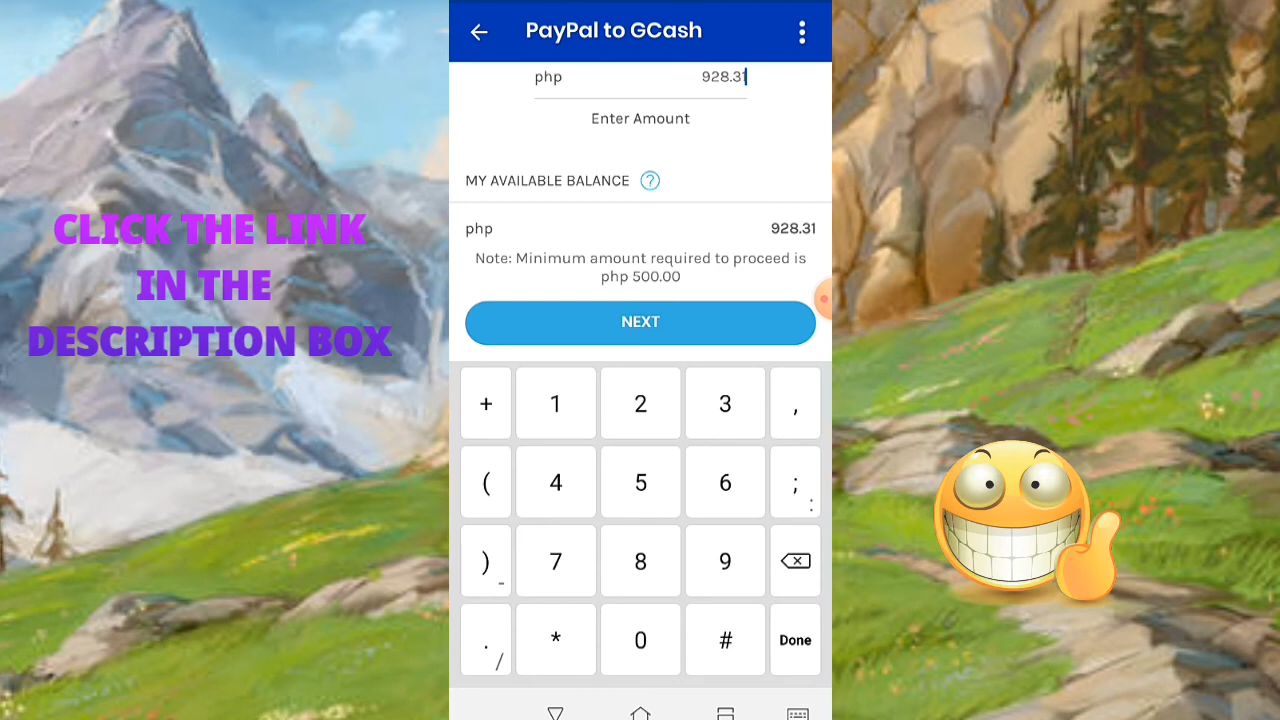 PayPal to GCash
php 928.31
Enter Amount
MY AVAILABLE BALANCE ?
php 928.31
Note: Minimum amount required to proceed is
php 500.00
NEXT
CLICK THE LINK
IN THE
DESCRIPTION BOX
+ 1 2 3 ,
( 4 5 6 ; :
) - 7 8 9
. / * 0 # Done